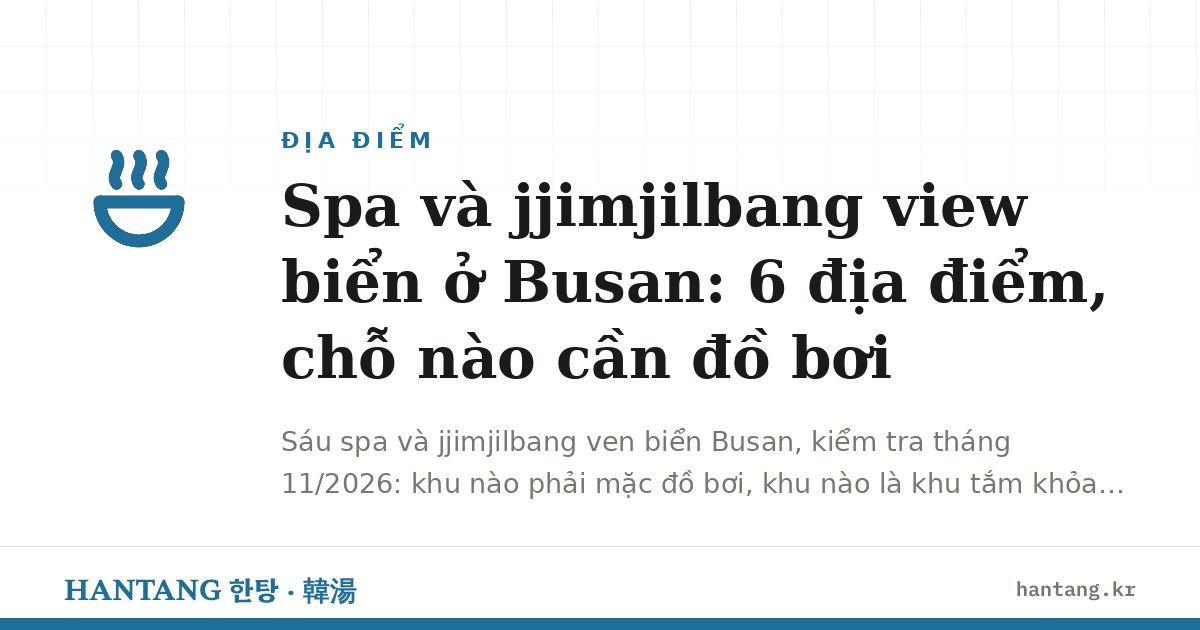 ĐỊA ĐIỂM
Spa và jjimjilbang view
biển ở Busan: 6 địa điểm,
chỗ nào cần đồ bơi
Sáu spa và jjimjilbang ven biển Busan, kiểm tra tháng
11/2026: khu nào phải mặc đồ bơi, khu nào là khu tắm khỏa…
HANTANG 한탕 · 韓湯
hantang.kr